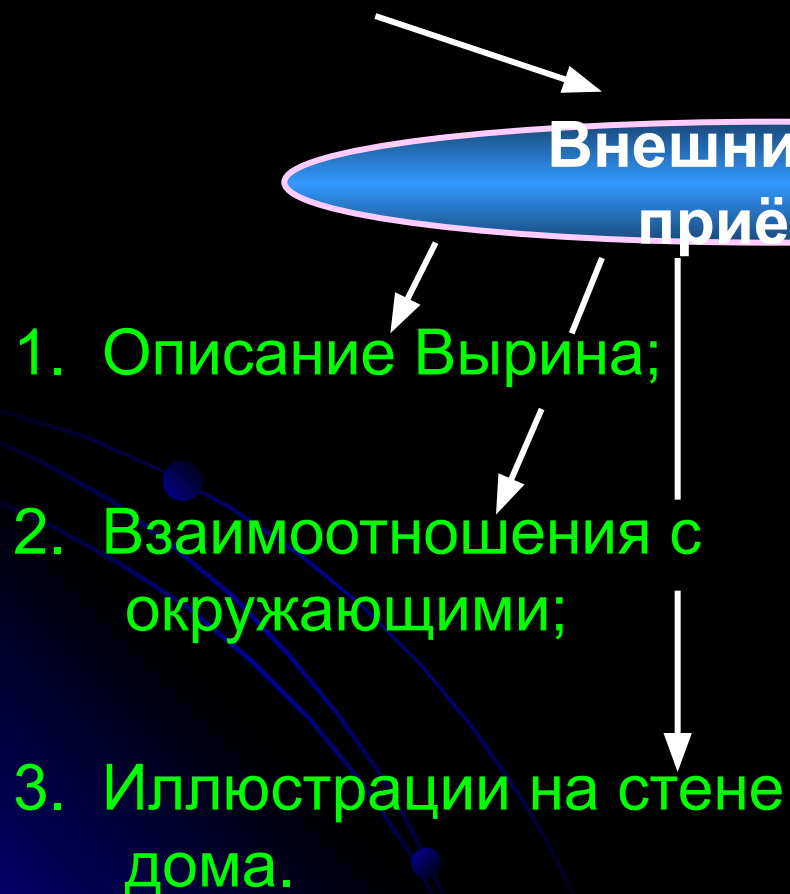 Внешни
приё
1. Описание Вырина;
2. Взаимоотношения с
окружающими;
3. Иллюстрации на стене
дома.